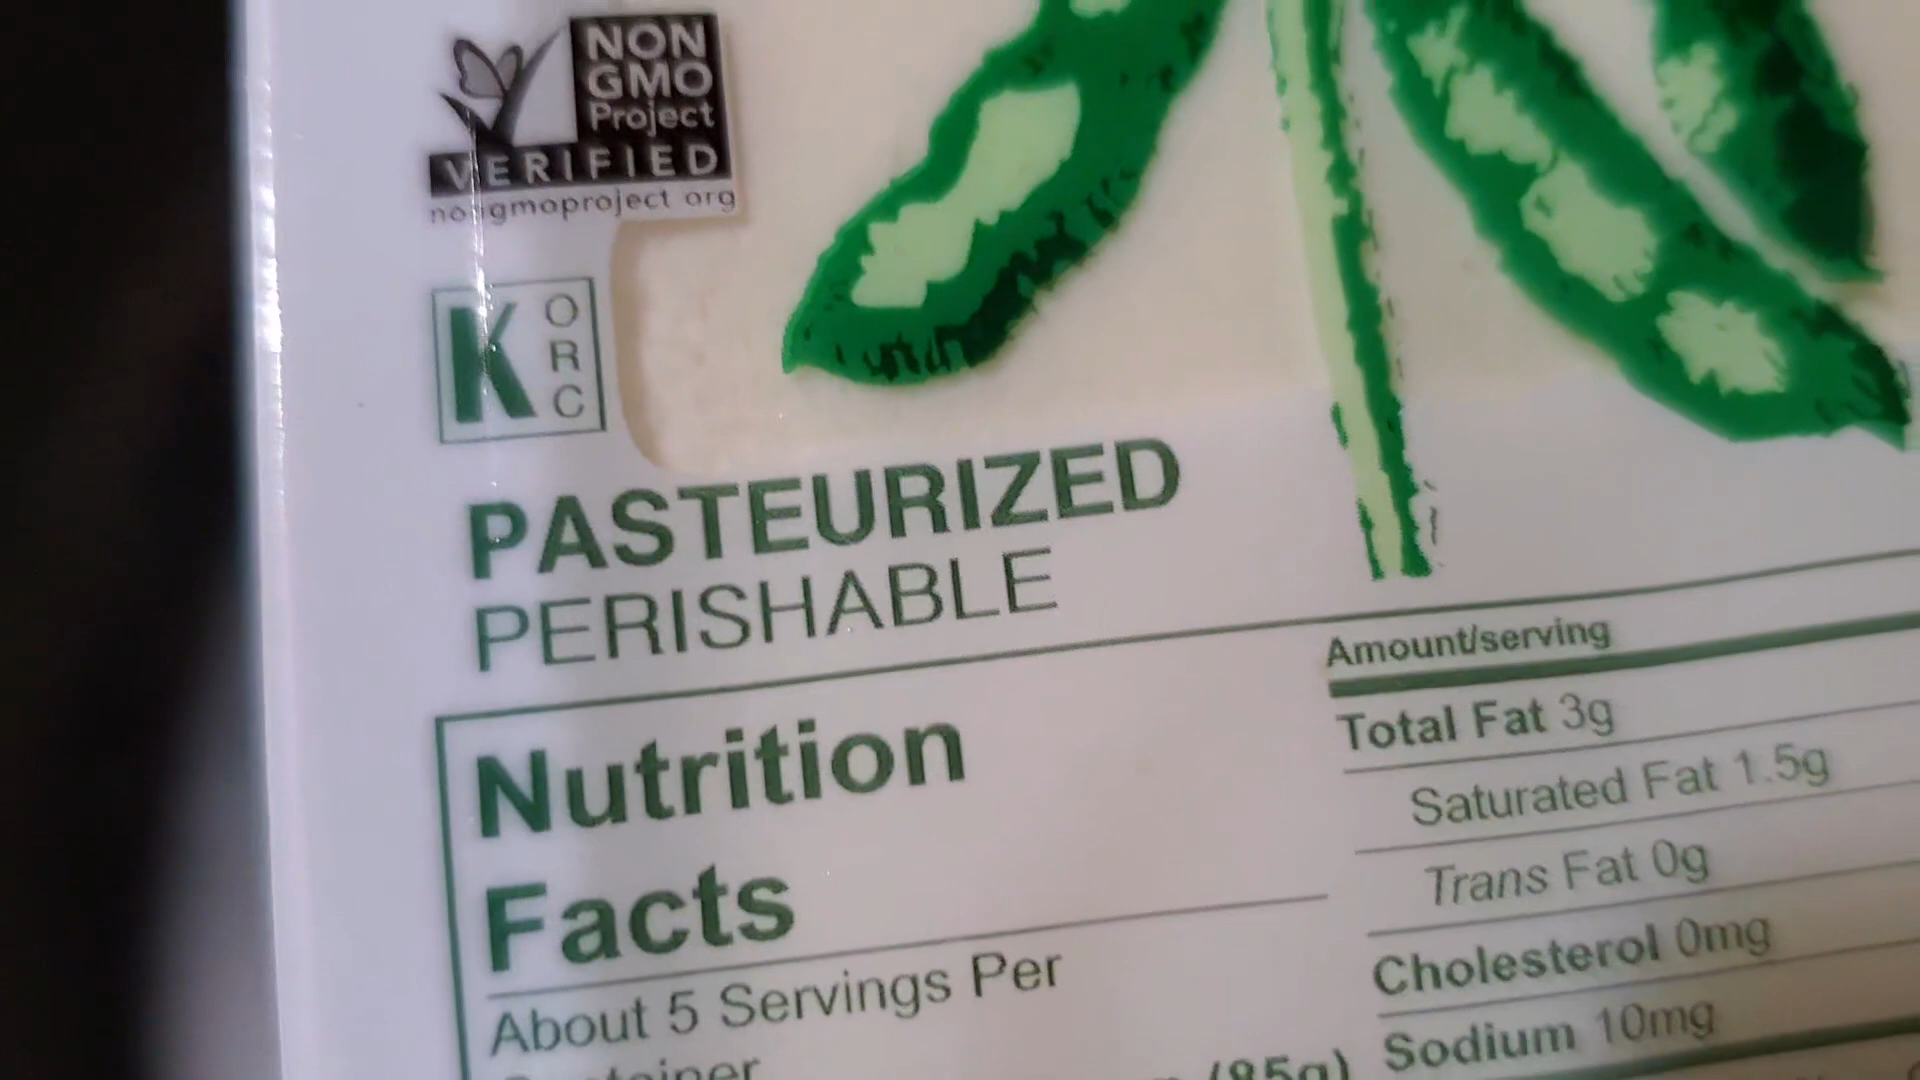 NON
GMO
Project
VERIFIED
nongmoproject org
K
O
R
C
PASTEURIZED
PERISHABLE
Nutrition
Facts
About 5 Servings Per
(85g)
Amount/serving
Total Fat 3g
Saturated Fat 1.5g
Trans Fat 0g
Cholesterol 0mg
Sodium 10mg